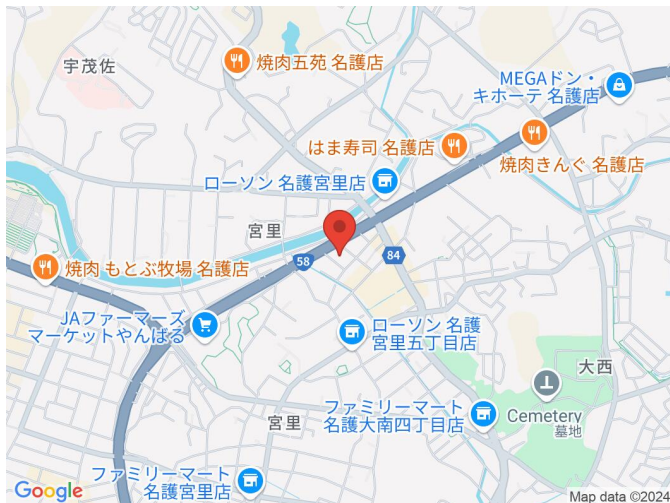 宇茂佐
焼肉五苑 名護店
MEGAドン・
キホーテ 名護店
はま寿司 名護店
焼肉きんぐ 名護店
ローソン 名護宮里店
宮里
58
84
焼肉 もとぶ牧場 名護店
JAファーマーズ
マーケットやんばる
ローソン 名護
宮里五丁目店
大西
宮里
ファミリーマート
名護大南四丁目店
Cemetery
墓地
ファミリーマート
名護宮里店
Google
Map data ©2024